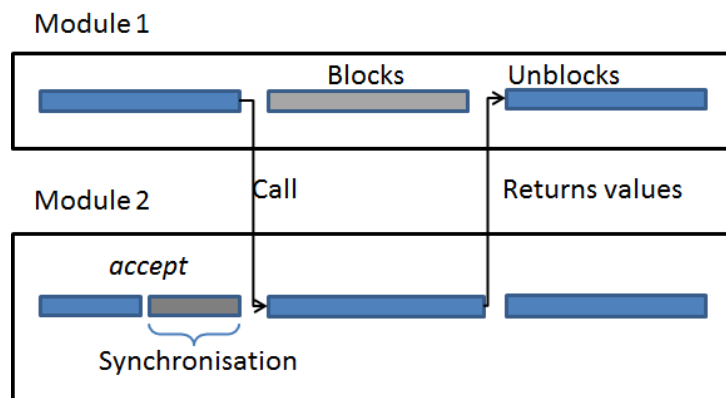 Module 1
Blocks
Unblocks
Call
Returns values
Module 2
accept
Synchronisation